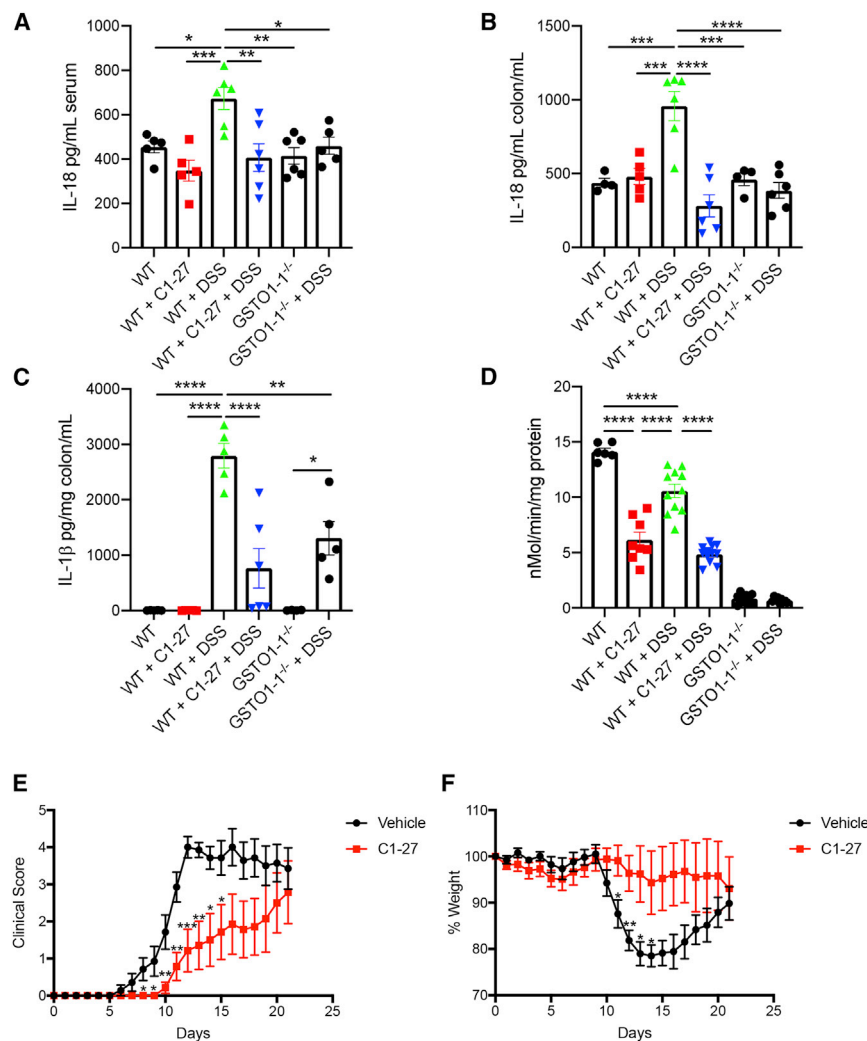 A
B
* *
* **
*** **
IL-18 pg/mL serum
1000
800
600
400
200
0
WT
WT + C1-27
WT + DSS
WT + C1-27 + DSS
GSTO1-1-/-
GSTO1-1-/- + DSS
****
*** ***
*** ****
IL-18 pg/mL colon/mL
1500
1000
500
0
WT
WT + C1-27
WT + DSS
WT + C1-27 + DSS
GSTO1-1-/-
GSTO1-1-/- + DSS
C
D
**** **
**** ****
*
IL-1β pg/mg colon/mL
4000
3000
2000
1000
0
WT
WT + C1-27
WT + DSS
WT + C1-27 + DSS
GSTO1-1-/-
GSTO1-1-/- + DSS
****
**** **** ****
nMol/min/mg protein
20
15
10
5
0
WT
WT + C1-27
WT + DSS
WT + C1-27 + DSS
GSTO1-1-/-
GSTO1-1-/- + DSS
E
F
Clinical Score
5
4
3
2
1
0
0 5 10 15 20 25
Days
* * ** ** *** ** * *
Vehicle
C1-27
% Weight
110
100
90
80
70
0 5 10 15 20 25
Days
* ** * *
Vehicle
C1-27